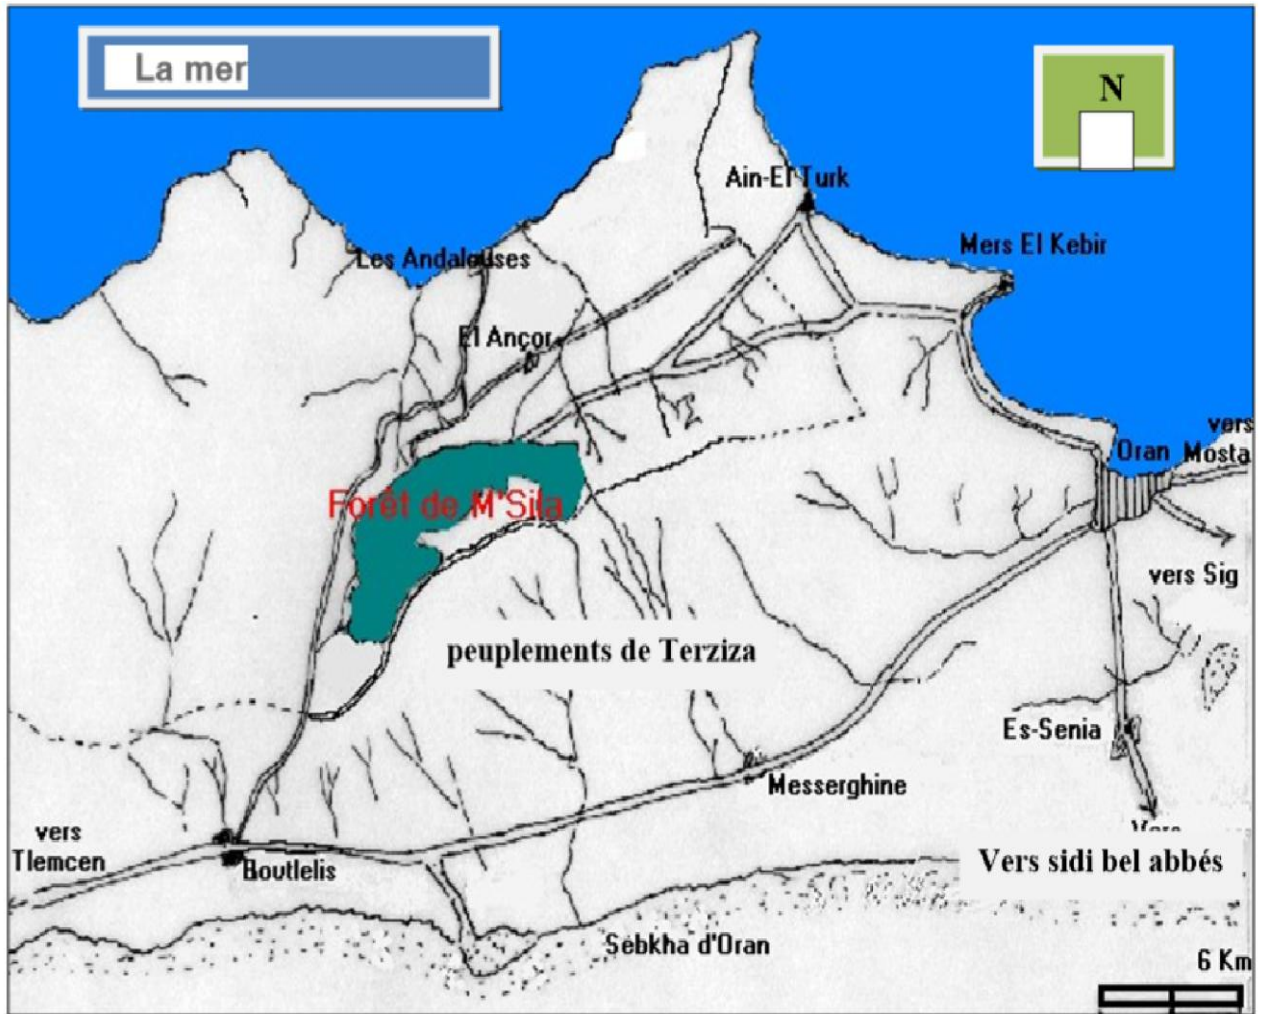 La mer
N
Ain-El Turk
Mers El Kebir
Les Andalouses
El Ançor
vers
Oran Mosta
Forêt de M'Sila
vers Sig
peuplements de Terziza
Es-Senia
Messerghine
vers
Tlemcen
Boutlelis
Vers sidi bel abbés
Sebkha d'Oran
6 Km